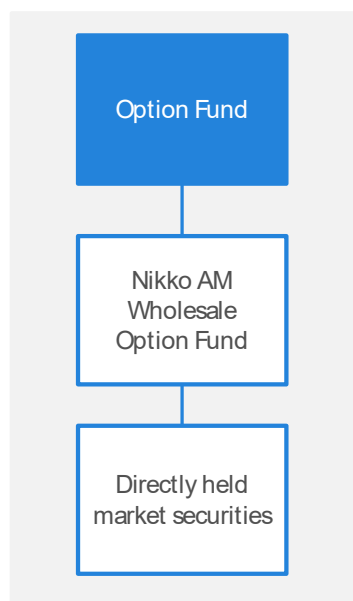 Option Fund
Nikko AM
Wholesale
Option Fund
Directly held
market securities